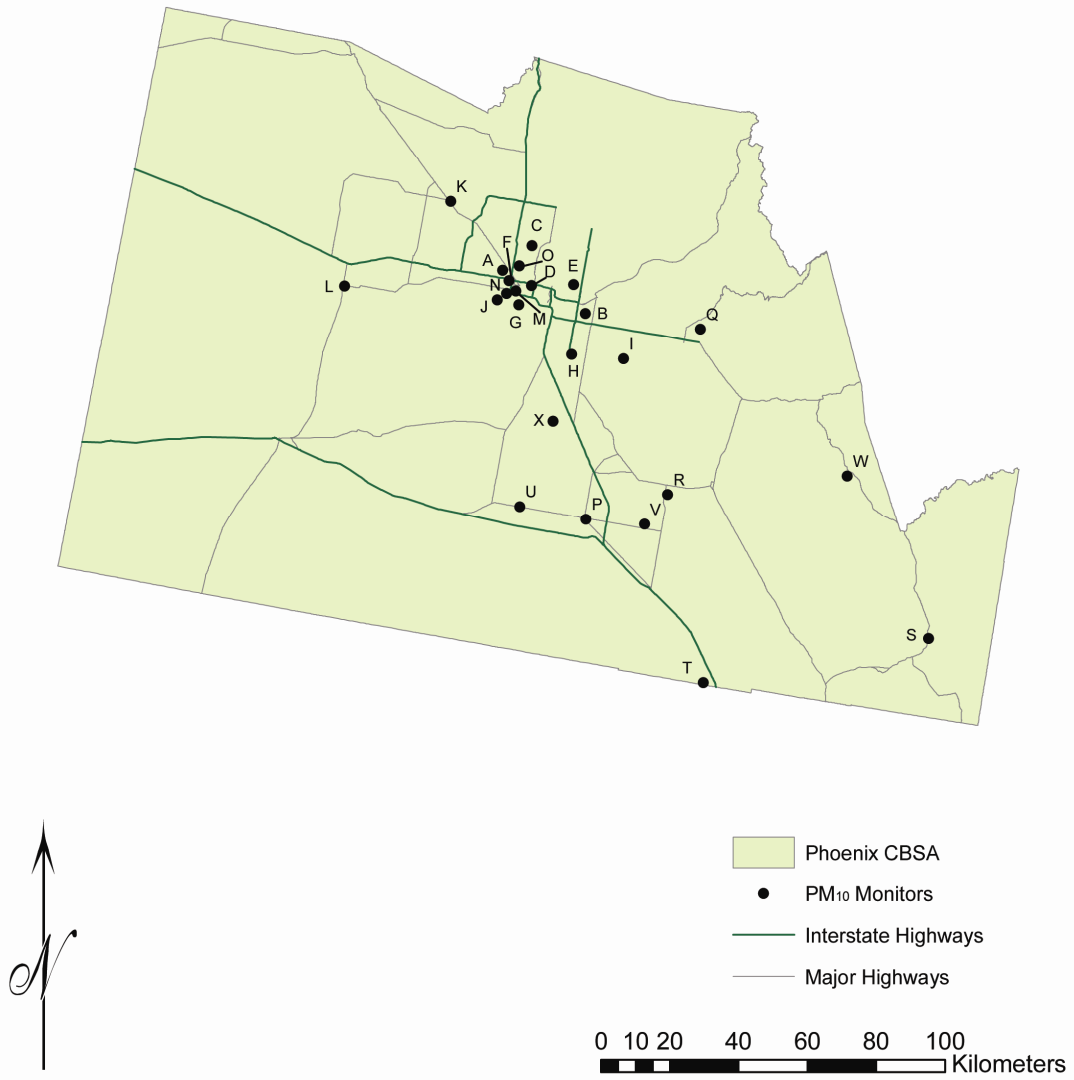 K
C
F
A
O
D
E
N
L
J
G
M
B
Q
I
H
X
W
R
U
P
V
S
T
Phoenix CBSA
PM10 Monitors
Interstate Highways
Major Highways
N
0 10 20 40 60 80 100
Kilometers